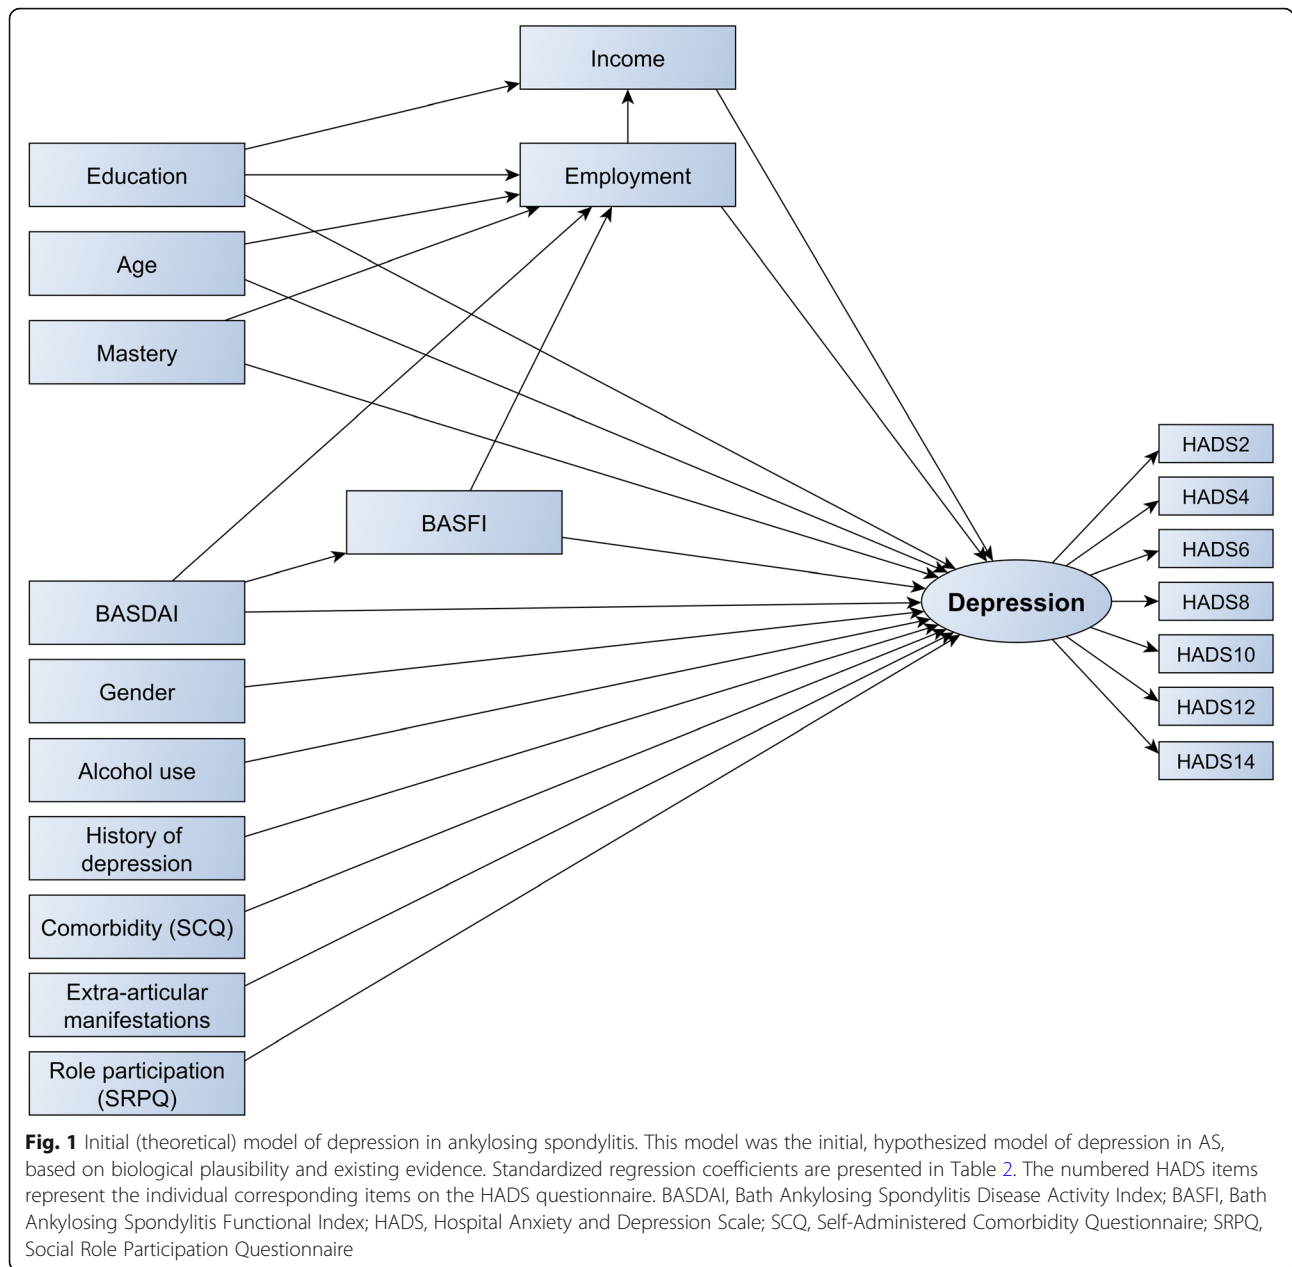 Income
Education
Employment
Age
Mastery
HADS2
HADS4
BASFI
HADS6
BASDAI
Depression
HADS8
HADS10
Gender
HADS12
Alcohol use
HADS14
History of
depression
Comorbidity (SCQ)
Extra-articular
manifestations
Role participation
(SRPQ)
Fig. 1 Initial (theoretical) model of depression in ankylosing spondylitis. This model was the initial, hypothesized model of depression in AS,
based on biological plausibility and existing evidence. Standardized regression coefficients are presented in Table 2. The numbered HADS items
represent the individual corresponding items on the HADS questionnaire. BASDAI, Bath Ankylosing Spondylitis Disease Activity Index; BASFI, Bath
Ankylosing Spondylitis Functional Index; HADS, Hospital Anxiety and Depression Scale; SCQ, Self-Administered Comorbidity Questionnaire; SRPQ,
Social Role Participation Questionnaire